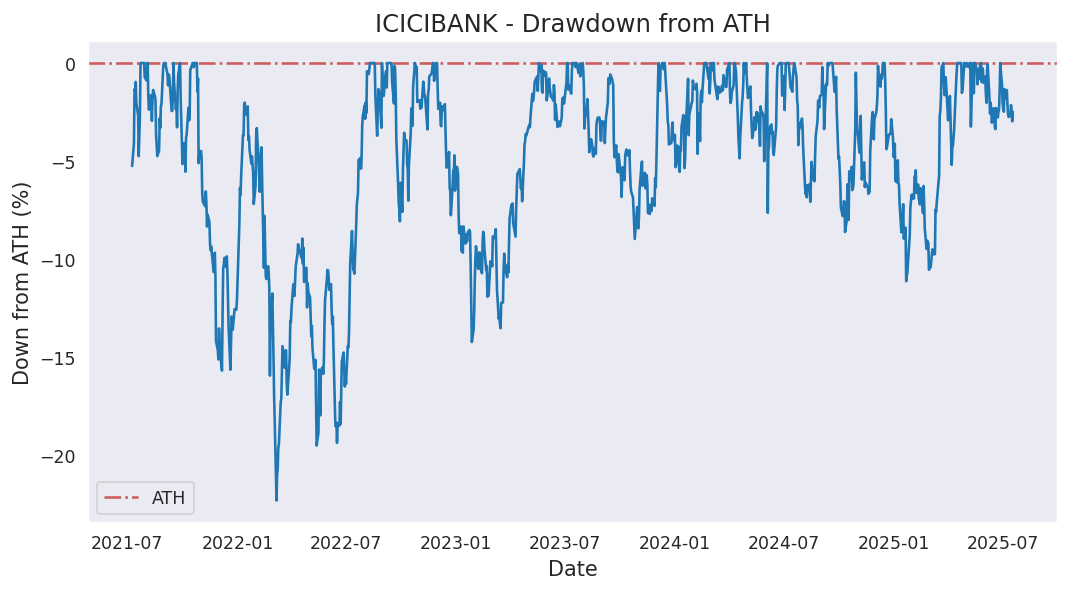 ICICIBANK - Drawdown from ATH
Down from ATH (%)
0
−5
−10
−15
−20
ATH
2021-07 2022-01 2022-07 2023-01 2023-07 2024-01 2024-07 2025-01 2025-07
Date